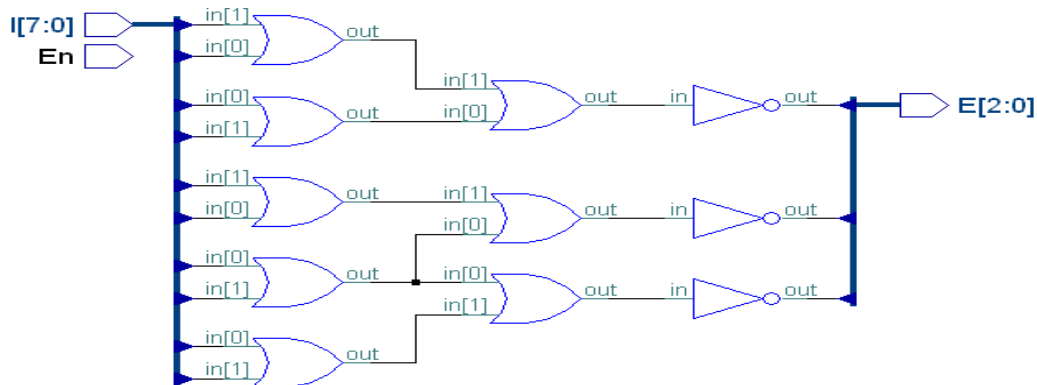 I[7:0] in[1] out
En in[0]
in[1]
in[0] out in[0] out in out E[2:0]
in[1]
in[1] out in[1] out in out
in[0] in[0]
in[0] out in[0] out in out
in[1] in[1]
in[0] out
in[1]